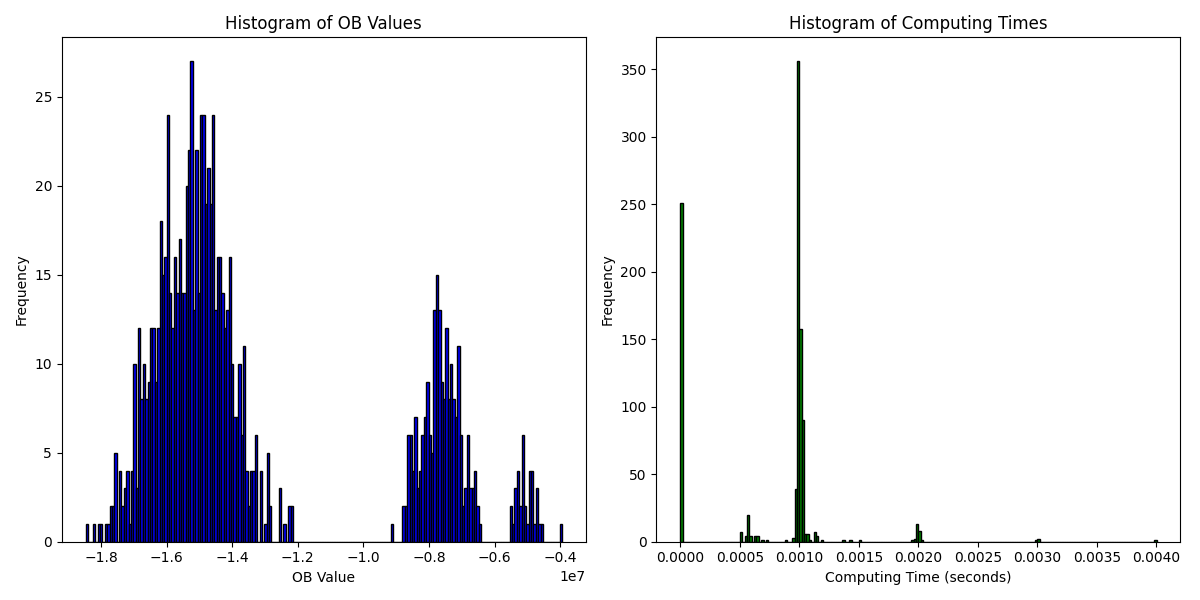 Histogram of OB Values
Frequency
25
20
15
10
5
0
−1.8 −1.6 −1.4 −1.2 −1.0 −0.8 −0.6 −0.4
1e7
OB Value
Histogram of Computing Times
Frequency
350
300
250
200
150
100
50
0
0.0000 0.0005 0.0010 0.0015 0.0020 0.0025 0.0030 0.0035 0.0040
Computing Time (seconds)